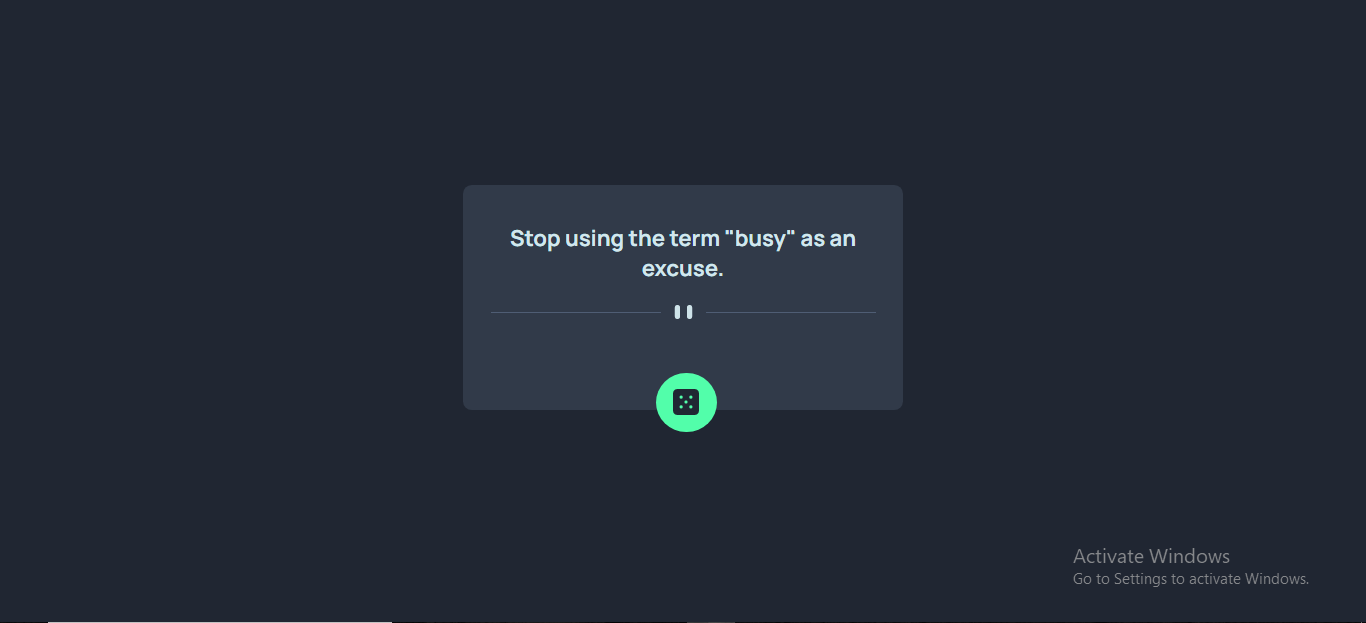 Stop using the term "busy" as an
excuse.
Activate Windows
Go to Settings to activate Windows.